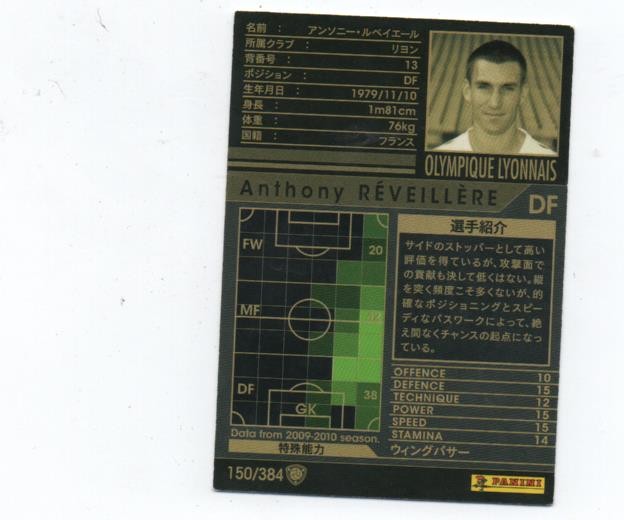 名前 : アンソニー・ルベイエール
所属クラブ : リヨン
背番号 : 13
ポジション : DF
生年月日 : 1979/11/10
身長 : 1m81cm
体重 : 76kg
国籍 : フランス
OLYMPIQUE LYONNAIS
Anthony RÉVEILLÈRE
DF
FW 20
MF 42
DF 38
GK
Data from 2009-2010 season.
選手紹介
サイドのストッパーとして高い
評価を得ているが、攻撃面で
の貢献も決して低くはない。縦
を突く頻度こそ多くないが、的
確なポジショニングとスピー
ディなパスワークによって、絶
え間なくチャンスの起点になっ
ている。
OFFENCE 10
DEFENCE 15
TECHNIQUE 12
POWER 15
SPEED 15
STAMINA 14
特殊能力 ウィングパサー
150/384
PANINI